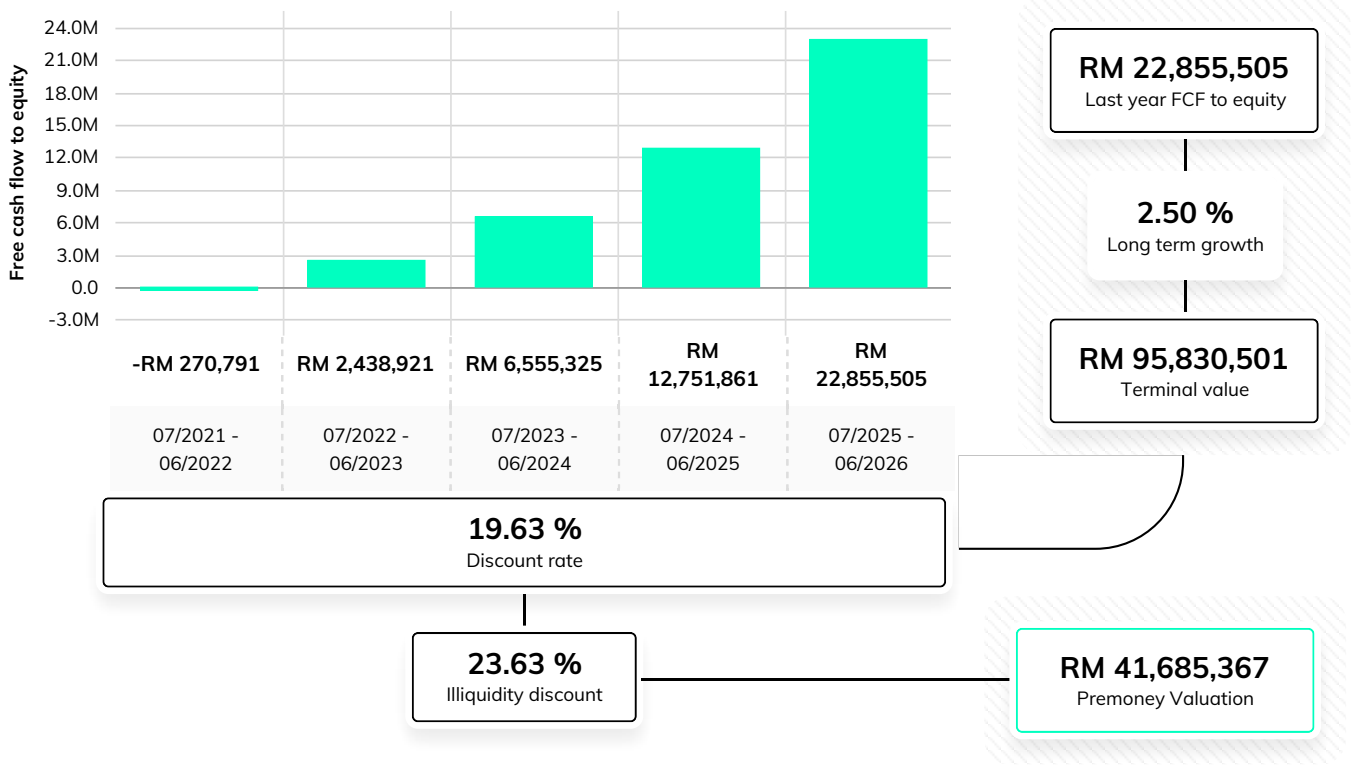 Free cash flow to equity
24.0M
21.0M
18.0M
15.0M
12.0M
9.0M
6.0M
3.0M
0.0
-3.0M
-RM 270,791
RM 2,438,921
RM 6,555,325
RM
12,751,861
RM
22,855,505
07/2021 -
06/2022
07/2022 -
06/2023
07/2023 -
06/2024
07/2024 -
06/2025
07/2025 -
06/2026
19.63 %
Discount rate
23.63 %
Illiquidity discount
RM 22,855,505
Last year FCF to equity
2.50 %
Long term growth
RM 95,830,501
Terminal value
RM 41,685,367
Premoney Valuation